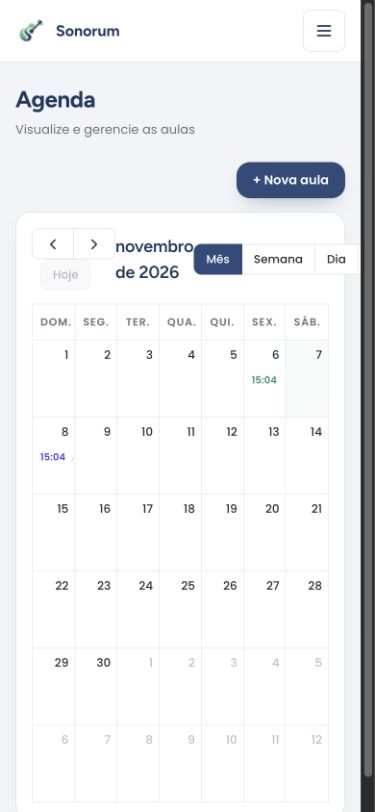 Sonorum
Agenda
Visualize e gerencie as aulas
+ Nova aula
novembro de 2026
Hoje
Mês Semana Dia
DOM. SEG. TER. QUA. QUI. SEX. SÁB.
1 2 3 4 5 6 7
15:04
8 9 10 11 12 13 14
15:04
15 16 17 18 19 20 21
22 23 24 25 26 27 28
29 30 1 2 3 4 5
6 7 8 9 10 11 12